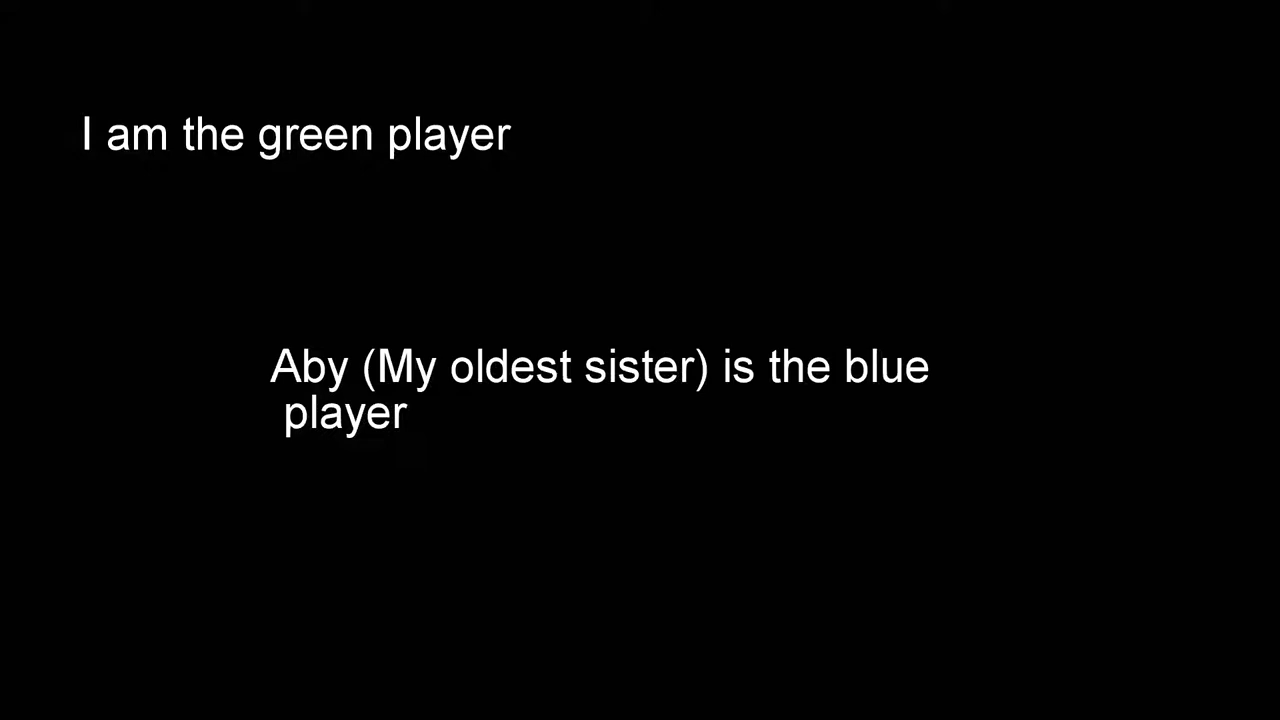 I am the green player
Aby (My oldest sister) is the blue
player